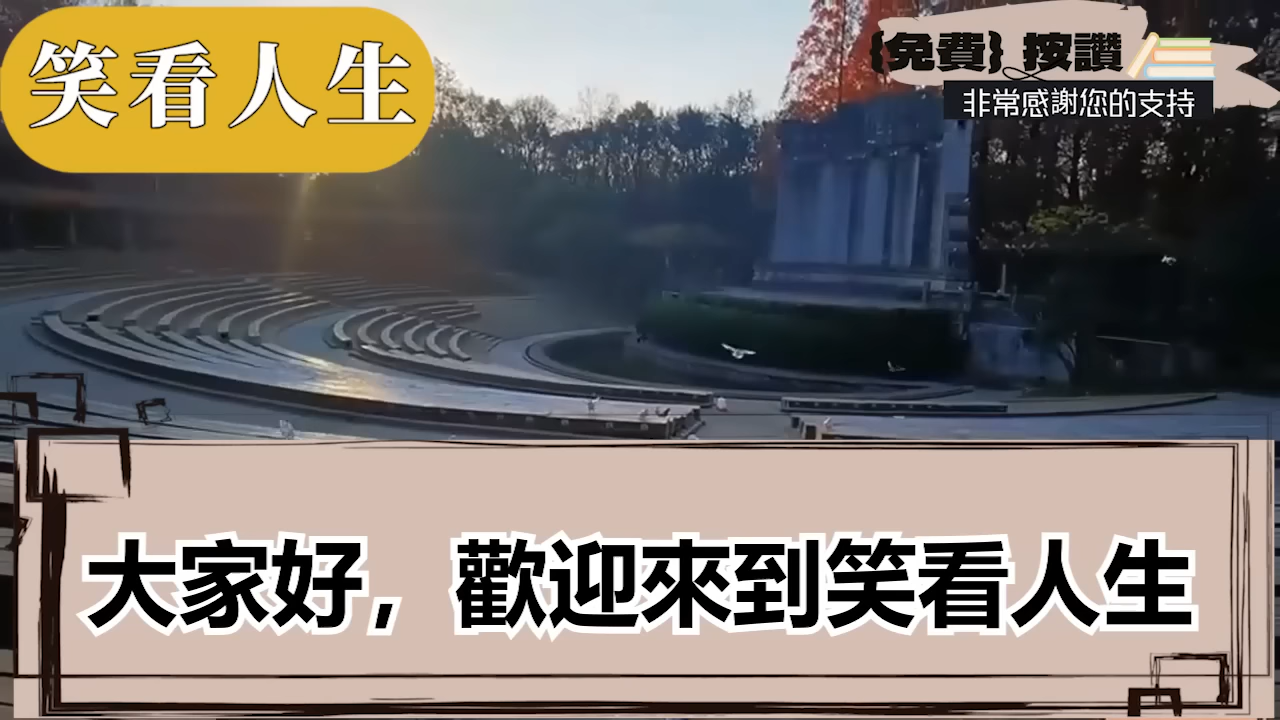 笑看人生
{免費} 按讚
非常感謝您的支持
大家好，歡迎來到笑看人生